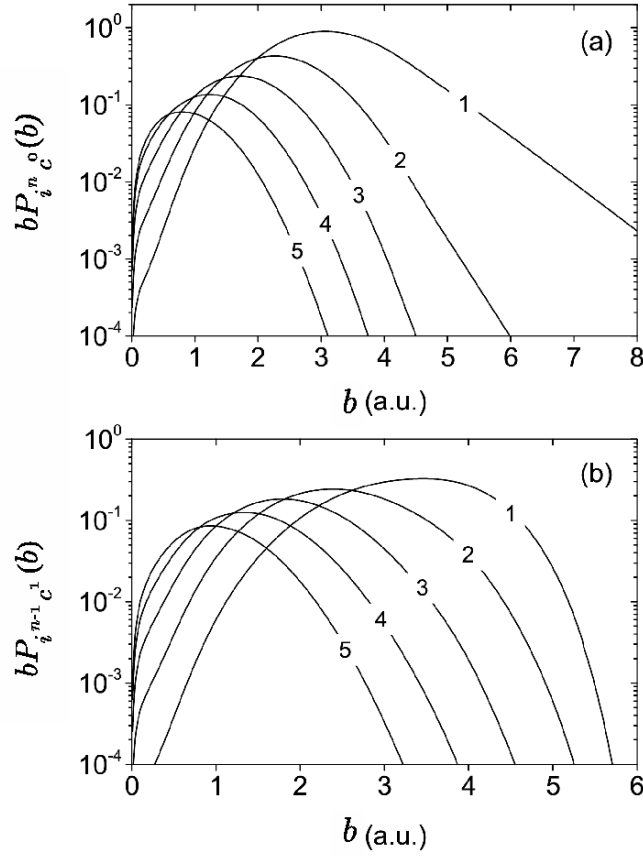 (a)
bP_{i^n c^0}(b)
10^0
10^{-1}
10^{-2}
10^{-3}
10^{-4}
1
2
3
4
5
0 1 2 3 4 5 6 7 8
b (a.u.)
(b)
bP_{i^{n-1} c^1}(b)
10^0
10^{-1}
10^{-2}
10^{-3}
10^{-4}
1
2
3
4
5
0 1 2 3 4 5 6
b (a.u.)